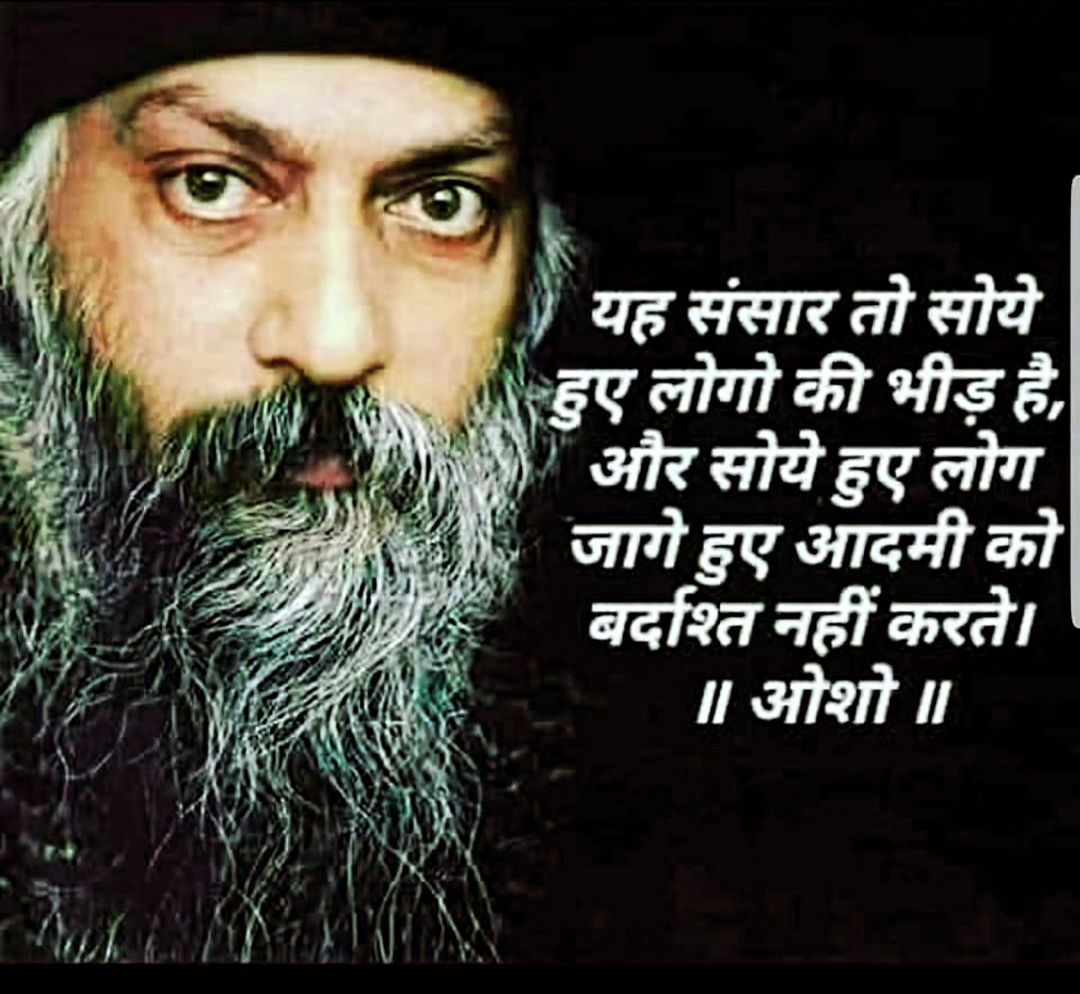 यह संसार तो सोये
हुए लोगो की भीड़ है,
और सोये हुए लोग
जागे हुए आदमी को
बर्दाश्त नहीं करते।
॥ ओशो ॥